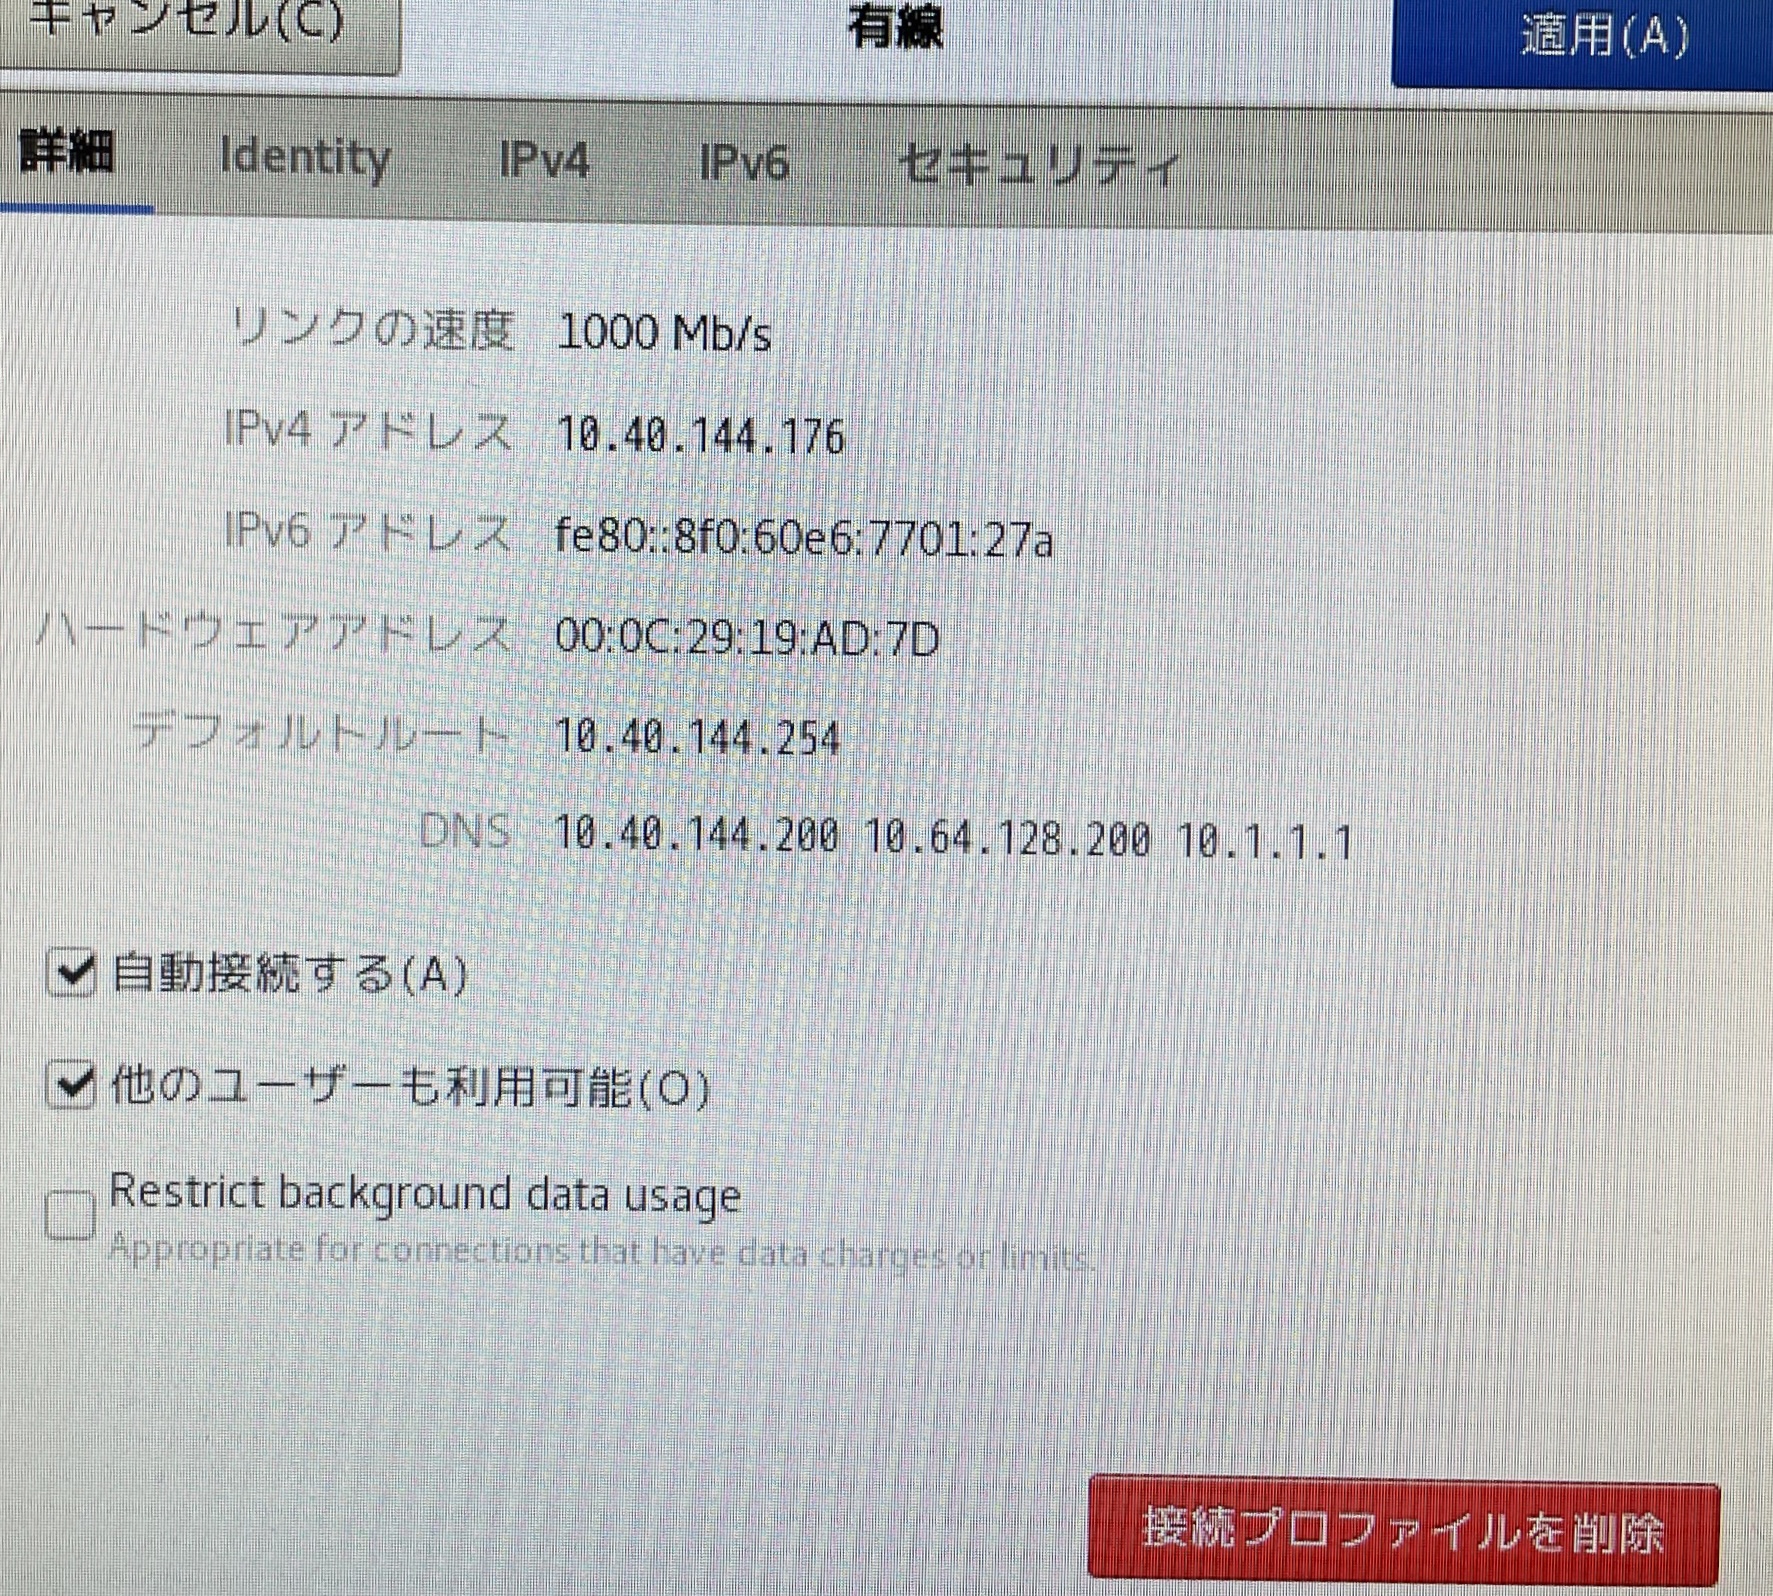 キャンセル(C)
有線
適用(A)
詳細
Identity
IPv4
IPv6
セキュリティ
リンクの速度 1000 Mb/s
IPv4 アドレス 10.40.144.176
IPv6 アドレス fe80::8f0:60e6:7701:27a
ハードウェアアドレス 00:0C:29:19:AD:7D
デフォルトルート 10.40.144.254
DNS 10.40.144.200 10.64.128.200 10.1.1.1
自動接続する(A)
他のユーザーも利用可能(O)
Restrict background data usage
Appropriate for connections that have data charges or limits.
接続プロファイルを削除